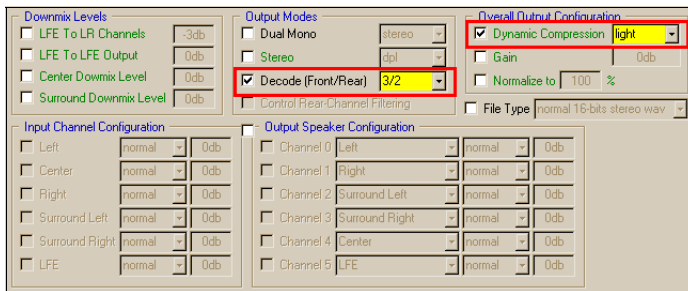 Downmix Levels
LFE To LR Channels -3db
LFE To LFE Output 0db
Center Dowmix Level 0db
Surround Downmix Level 0db
Output Modes
Dual Mono stereo
Stereo dpl
Decode (Front/Rear) 3/2
Control Rear-Channel Filtering
Overall Output Configuration
Dynamic Compression light
Gain 0db
Normalize to 100 %
File Type normal 16-bits stereo wav
Input Channel Configuration
Left normal 0db
Center normal 0db
Right normal 0db
Surround Left normal 0db
Surround Right normal 0db
LFE normal 0db
Output Speaker Configuration
Channel 0 Left normal 0db
Channel 1 Right normal 0db
Channel 2 Surround Left normal 0db
Channel 3 Surround Right normal 0db
Channel 4 Center normal 0db
Channel 5 LFE normal 0db